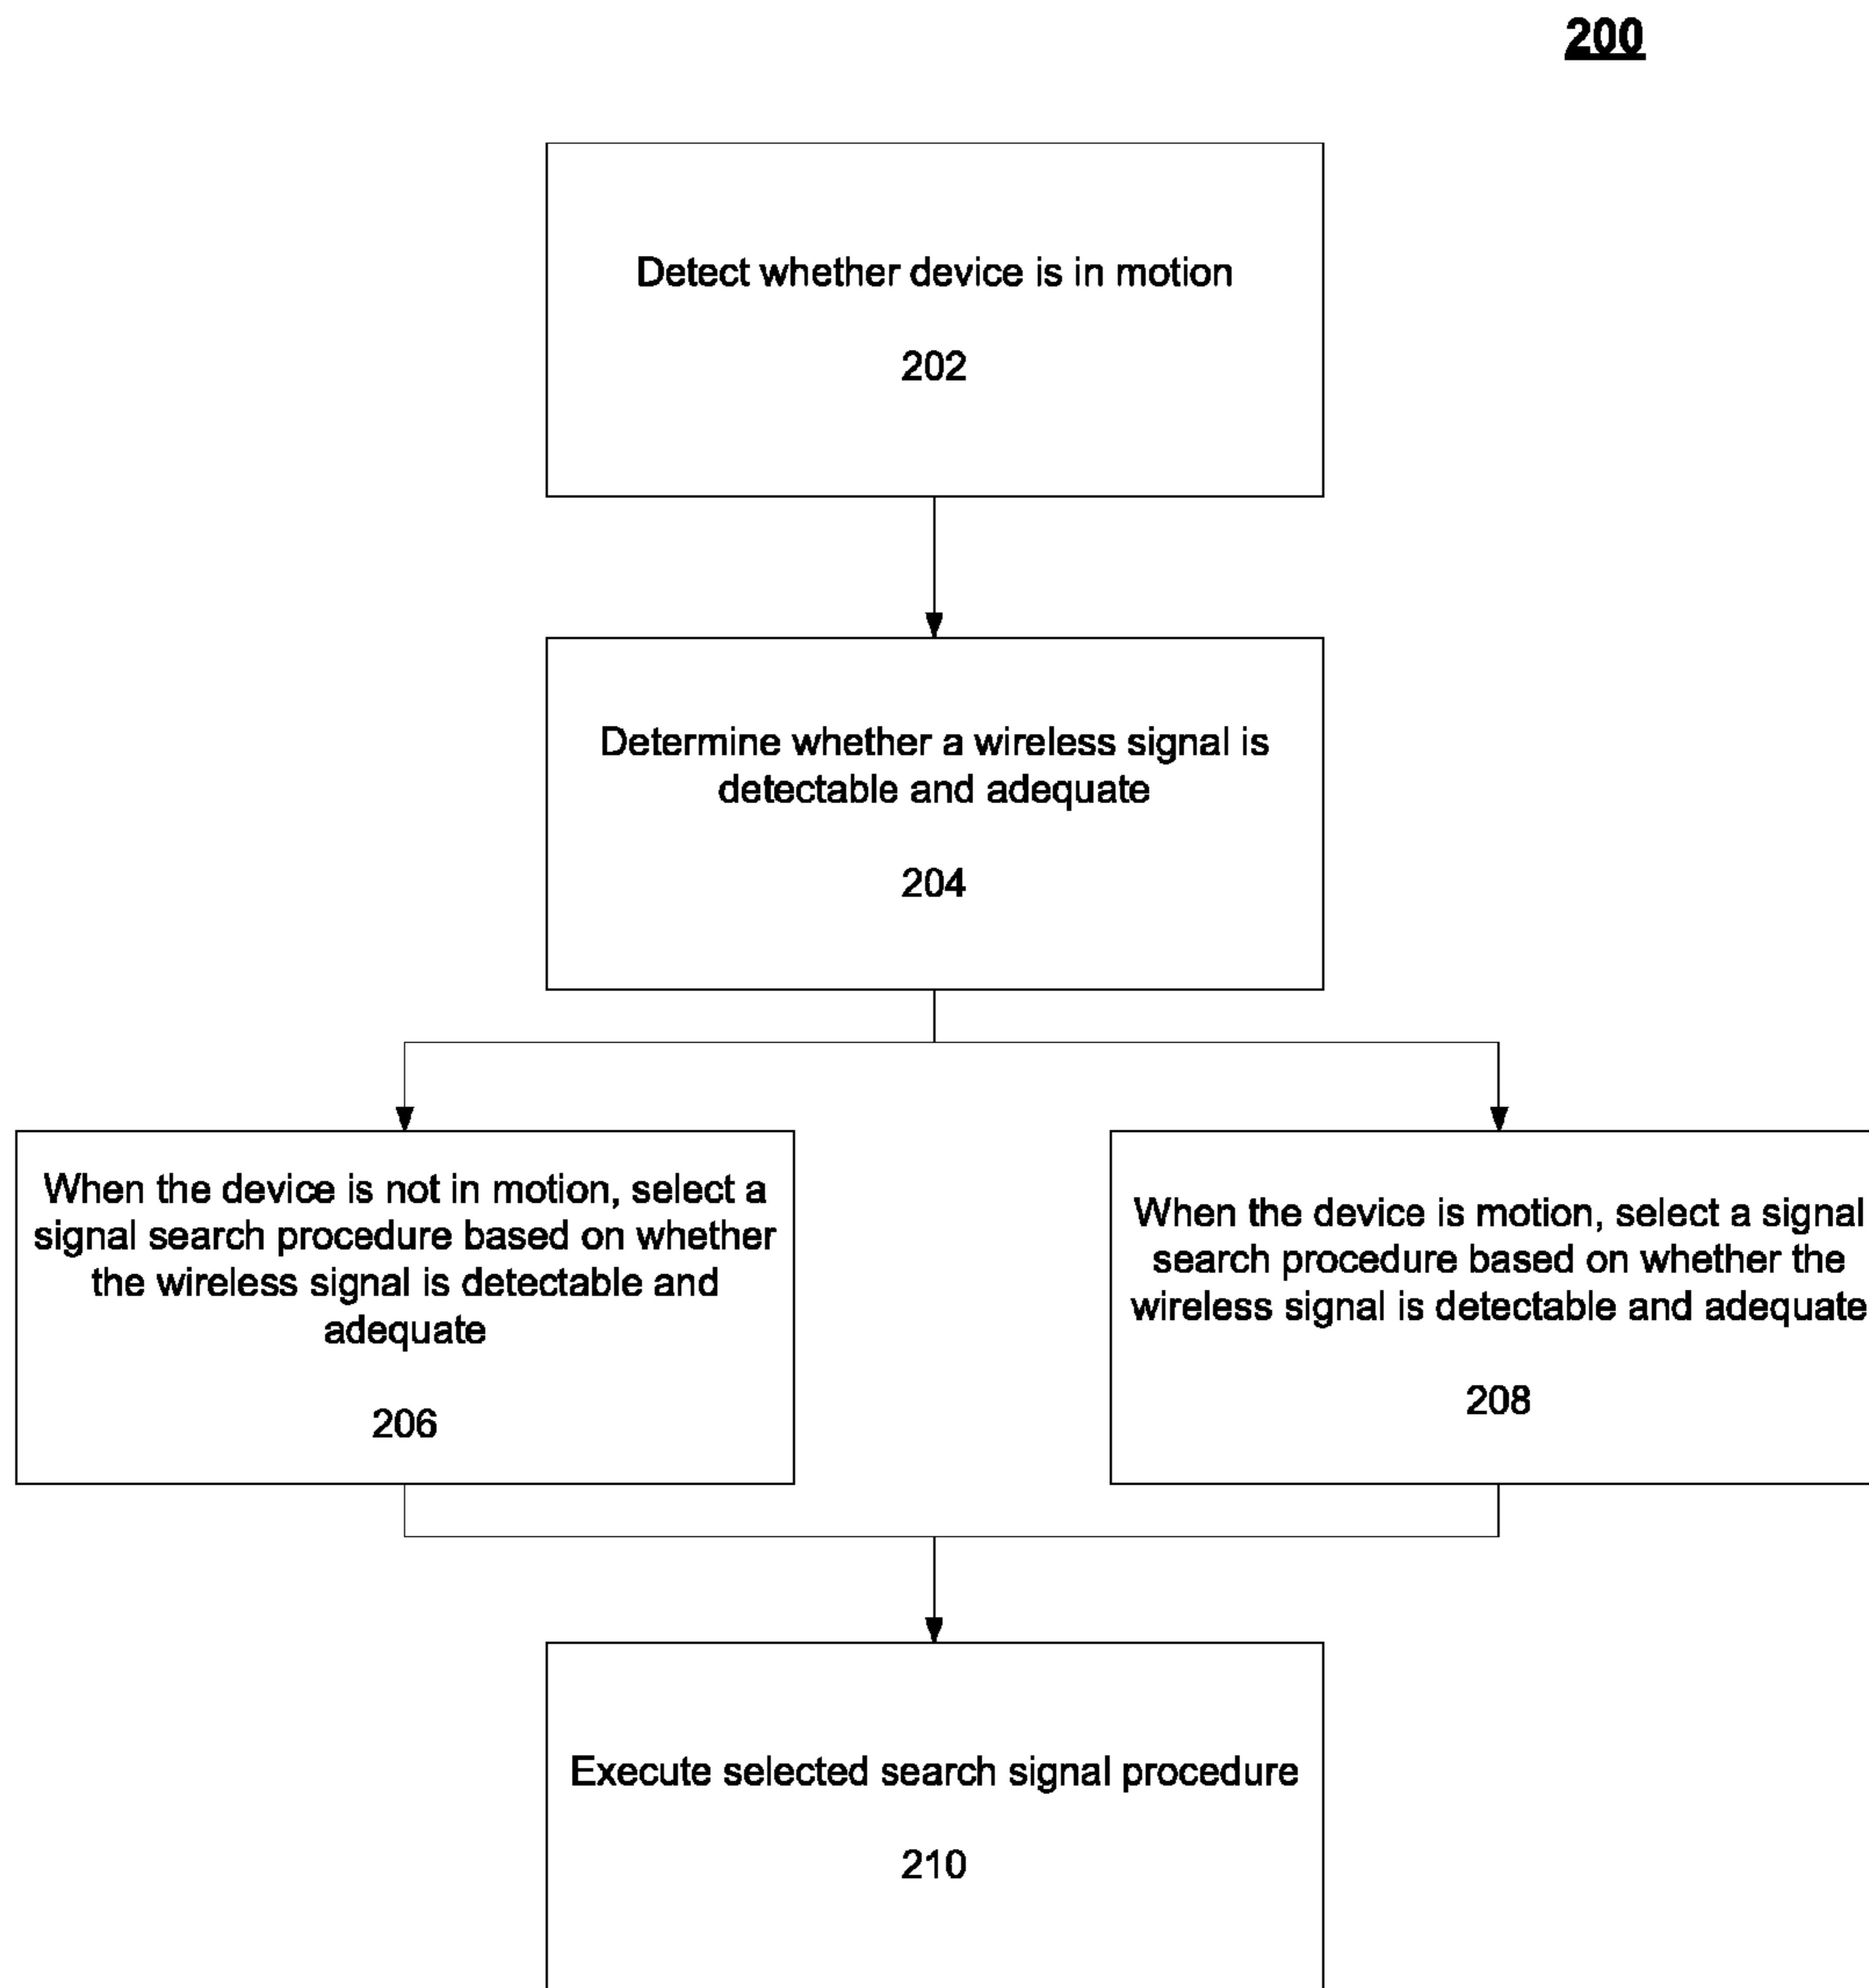 200
Detect whether device is in motion
202
Determine whether a wireless signal is
detectable and adequate
204
When the device is not in motion, select a
signal search procedure based on whether
the wireless signal is detectable and
adequate
206
When the device is motion, select a signal
search procedure based on whether the
wireless signal is detectable and adequate
208
Execute selected search signal procedure
210